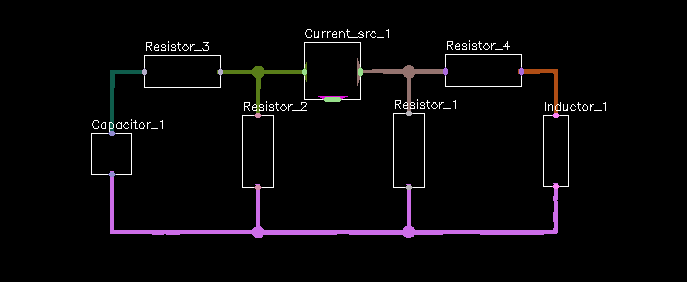 Current_src_1
Resistor_3
Resistor_4
Resistor_2
Resistor_1
Inductor_1
Capacitor_1